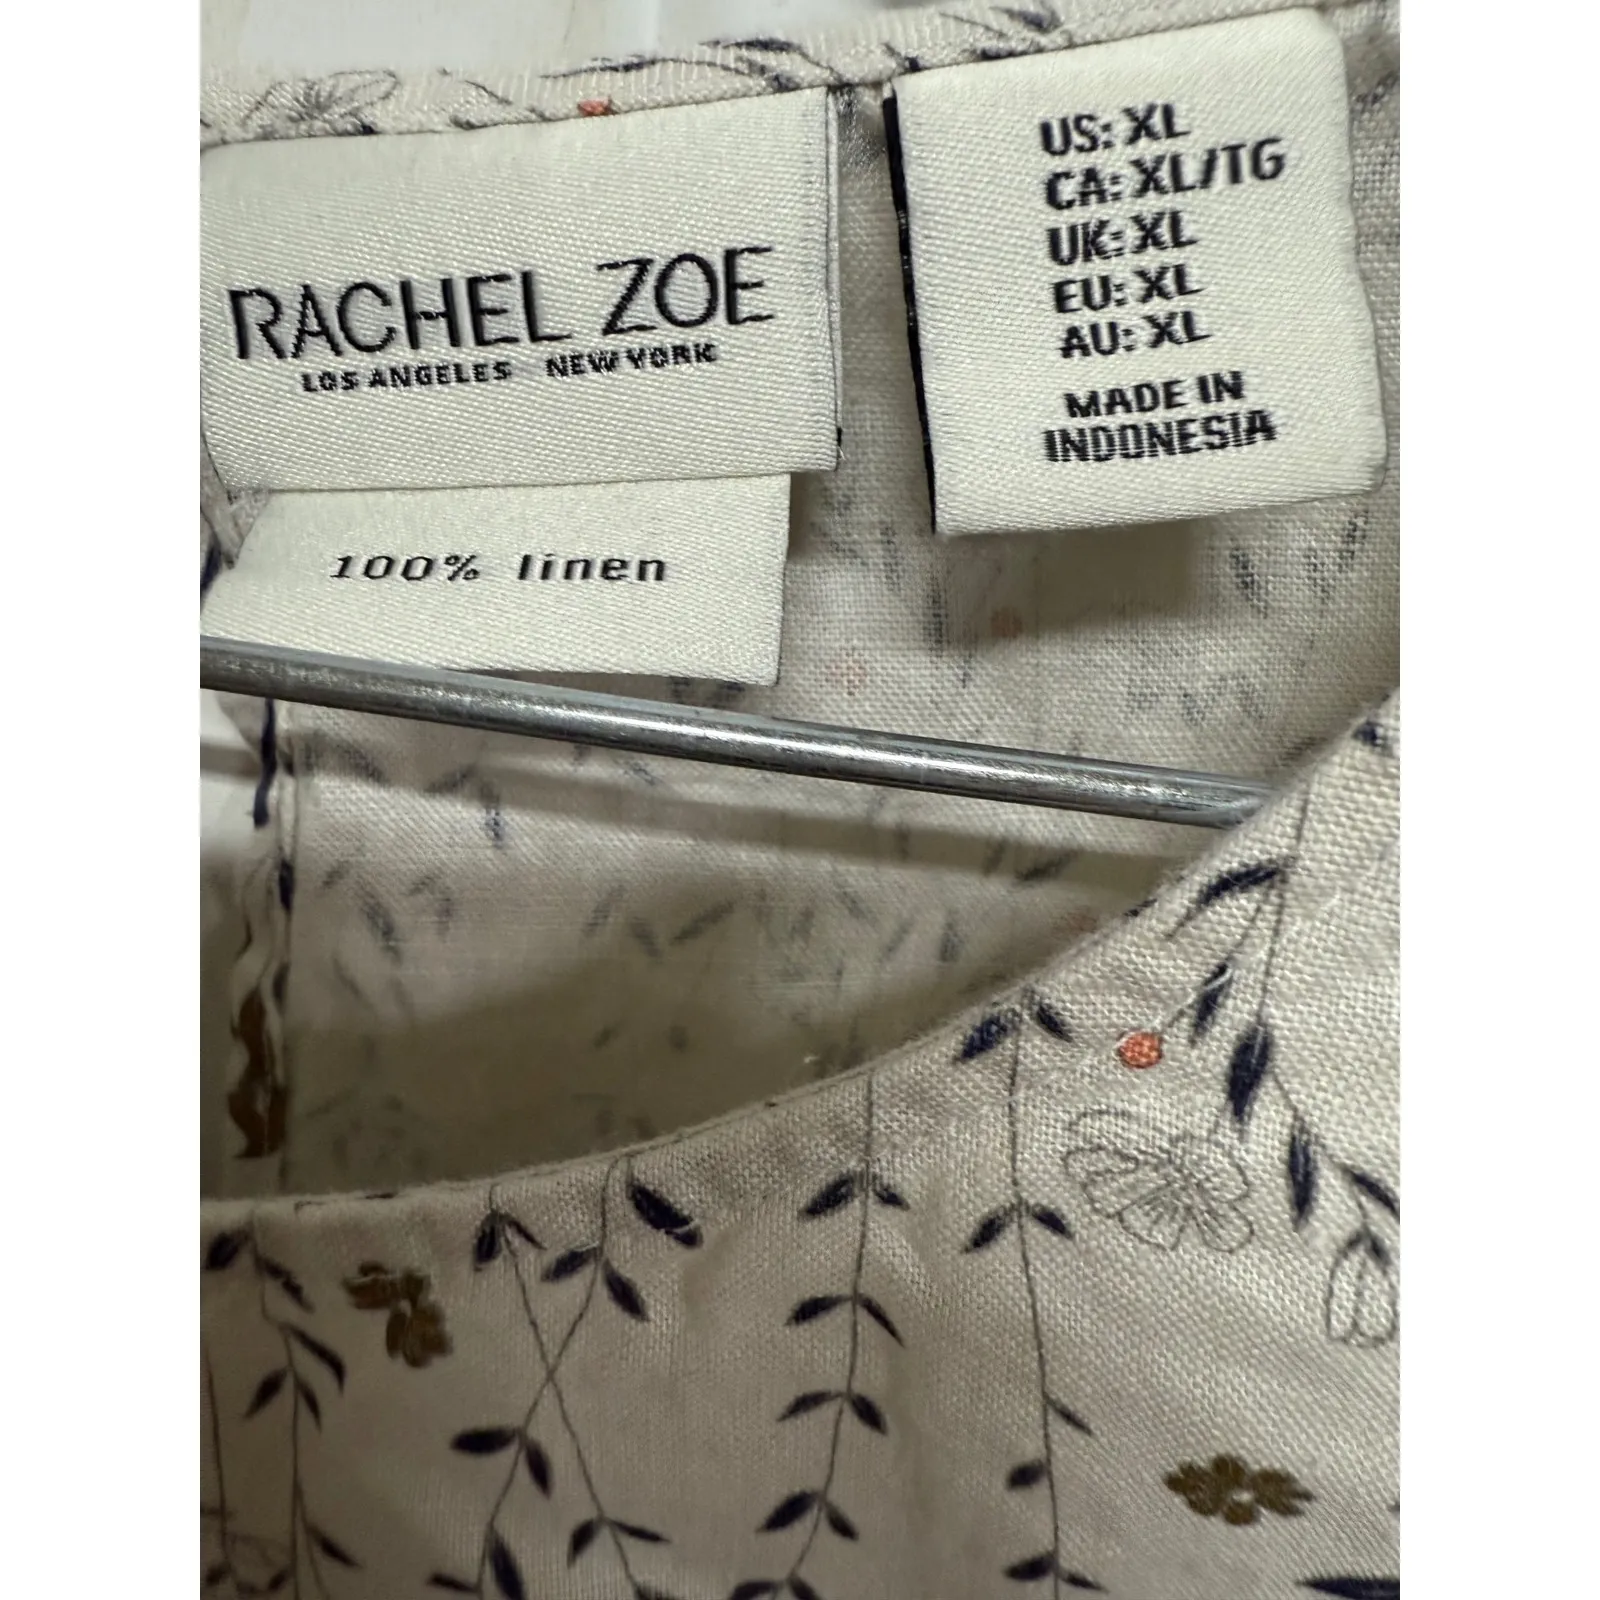 RACHEL ZOE
LOS ANGELES NEW YORK
100% linen
US: XL
CA: XL/TG
UK: XL
EU: XL
AU: XL
MADE IN
INDONESIA